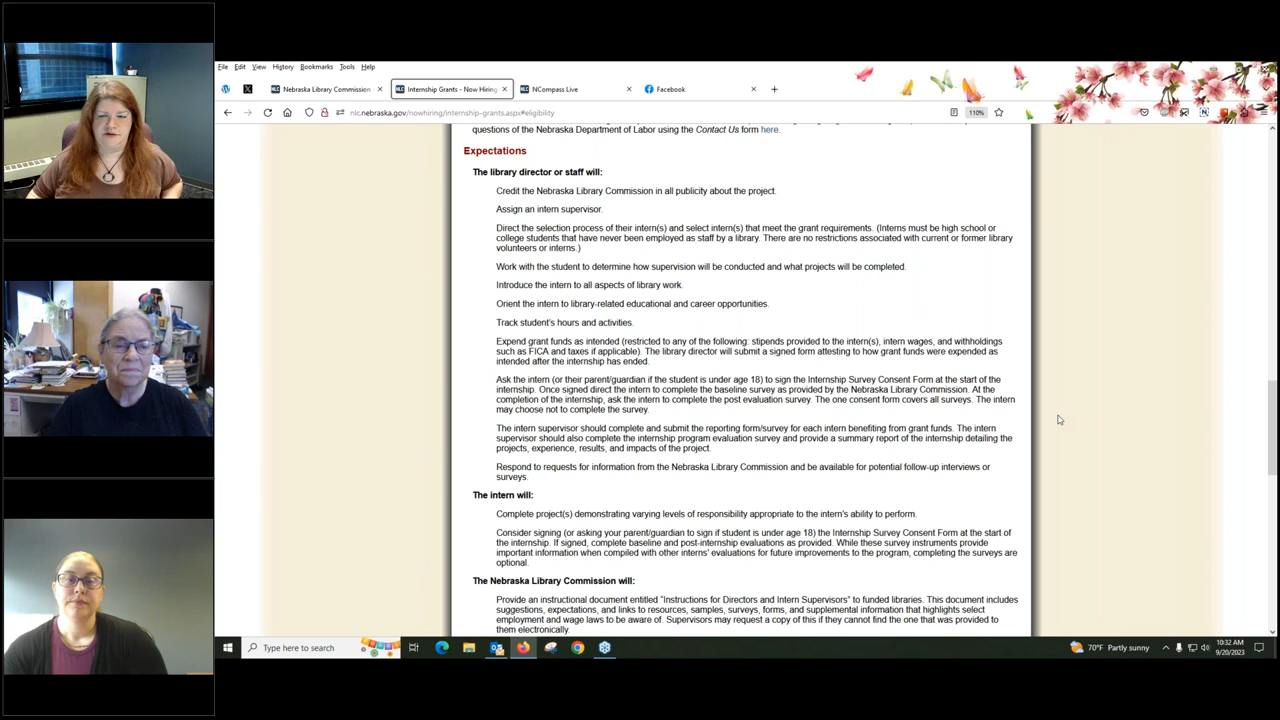 File Edit View History Bookmarks Tools Help
Nebraska Library Commission -
Internship Grants - Now Hiring
NCompass Live
Facebook
nlc.nebraska.gov/nowhiring/internship-grants.aspx#eligibility
110%
questions of the Nebraska Department of Labor using the Contact Us form here.
Expectations
The library director or staff will:
Credit the Nebraska Library Commission in all publicity about the project.
Assign an intern supervisor.
Direct the selection process of their intern(s) and select intern(s) that meet the grant requirements. (Interns must be high school or
college students that have never been employed as staff by a library. There are no restrictions associated with current or former library
volunteers or interns.)
Work with the student to determine how supervision will be conducted and what projects will be completed.
Introduce the intern to all aspects of library work.
Orient the intern to library-related educational and career opportunities.
Track student's hours and activities.
Expend grant funds as intended (restricted to any of the following: stipends provided to the intern(s), intern wages, and withholdings
such as FICA and taxes if applicable). The library director will submit a signed form attesting to how grant funds were expended as
intended after the internship has ended.
Ask the intern (or their parent/guardian if the student is under age 18) to sign the Internship Survey Consent Form at the start of the
internship. Once signed direct the intern to complete the baseline survey as provided by the Nebraska Library Commission. At the
completion of the internship, ask the intern to complete the post evaluation survey. The one consent form covers all surveys. The intern
may choose not to complete the survey.
The intern supervisor should complete and submit the reporting form/survey for each intern benefiting from grant funds. The intern
supervisor should also complete the internship program evaluation survey and provide a summary report of the internship detailing the
projects, experience, results, and impacts of the project.
Respond to requests for information from the Nebraska Library Commission and be available for potential follow-up interviews or
surveys.
The intern will:
Complete project(s) demonstrating varying levels of responsibility appropriate to the intern's ability to perform.
Consider signing (or asking your parent/guardian to sign if student is under age 18) the Internship Survey Consent Form at the start of
the internship. If signed, complete baseline and post-internship evaluations as provided. While these survey instruments provide
important information when compiled with other interns' evaluations for future improvements to the program, completing the surveys are
optional.
The Nebraska Library Commission will:
Provide an instructional document entitled "Instructions for Directors and Intern Supervisors" to funded libraries. This document includes
suggestions, expectations, and links to resources, samples, surveys, forms, and supplemental information that highlights select
employment and wage laws to be aware of. Supervisors may request a copy of this if they cannot find the one that was provided to
them electronically.
Type here to search
70°F Partly sunny
10:32 AM
9/20/2023